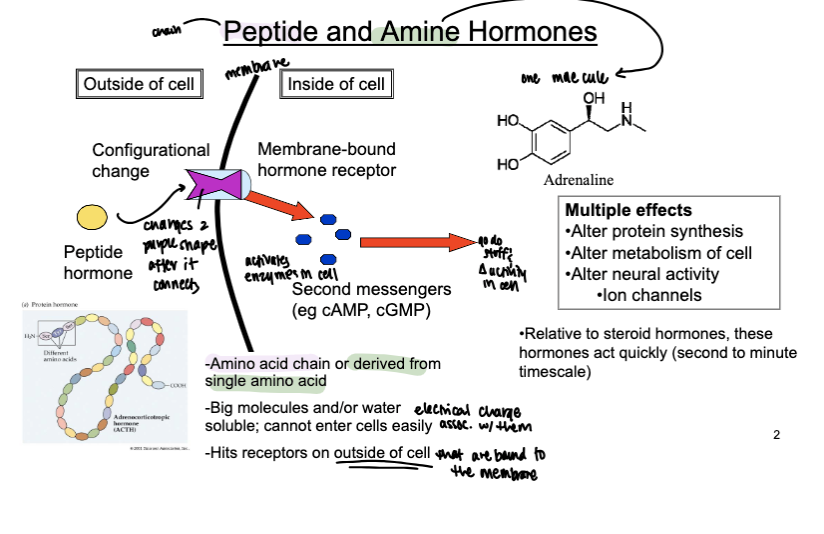 chain
Peptide and Amine Hormones
membrane
Outside of cell
Inside of cell
one molecule
OH
H
N
HO
HO
Adrenaline
Configurational
change
Membrane-bound
hormone receptor
Peptide
hormone
changes 2
purple shape
after it
connects
activates
enzymes in cell
Second messengers
(eg cAMP, cGMP)
go do
stuff;
Δ activity
in cell
Multiple effects
•Alter protein synthesis
•Alter metabolism of cell
•Alter neural activity
•Ion channels
•Relative to steroid hormones, these
hormones act quickly (second to minute
timescale)
(a) Protein hormone
H₂N
Ser
Ser
Different
amino acids
COOH
Adrenocorticotropic
hormone
(ACTH)
-Amino acid chain or derived from
single amino acid
-Big molecules and/or water electrical charge
soluble; cannot enter cells easily assoc. w/ them
-Hits receptors on outside of cell that are bound to
the membrane
2